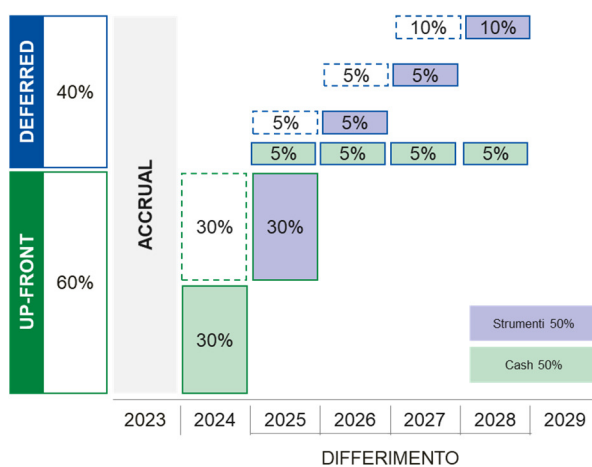 DEFERRED
40%
UP-FRONT
60%
ACCRUAL
10% 10%
5% 5%
5% 5%
5% 5% 5% 5%
30% 30%
30%
Strumenti 50%
Cash 50%
2023 2024 2025 2026 2027 2028 2029
DIFFERIMENTO